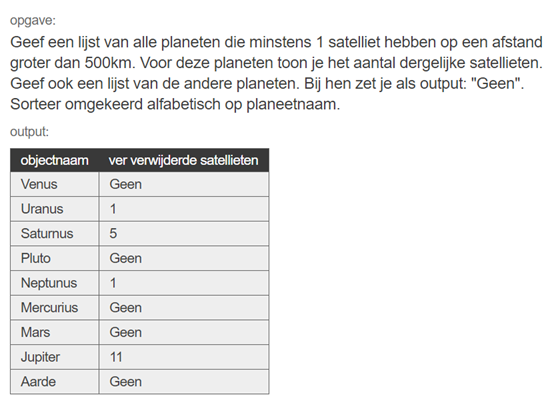 opgave:
Geef een lijst van alle planeten die minstens 1 satelliet hebben op een afstand
groter dan 500km. Voor deze planeten toon je het aantal dergelijke satellieten.
Geef ook een lijst van de andere planeten. Bij hen zet je als output: "Geen".
Sorteer omgekeerd alfabetisch op planeetnaam.
output:
objectnaam ver verwijderde satellieten
Venus Geen
Uranus 1
Saturnus 5
Pluto Geen
Neptunus 1
Mercurius Geen
Mars Geen
Jupiter 11
Aarde Geen